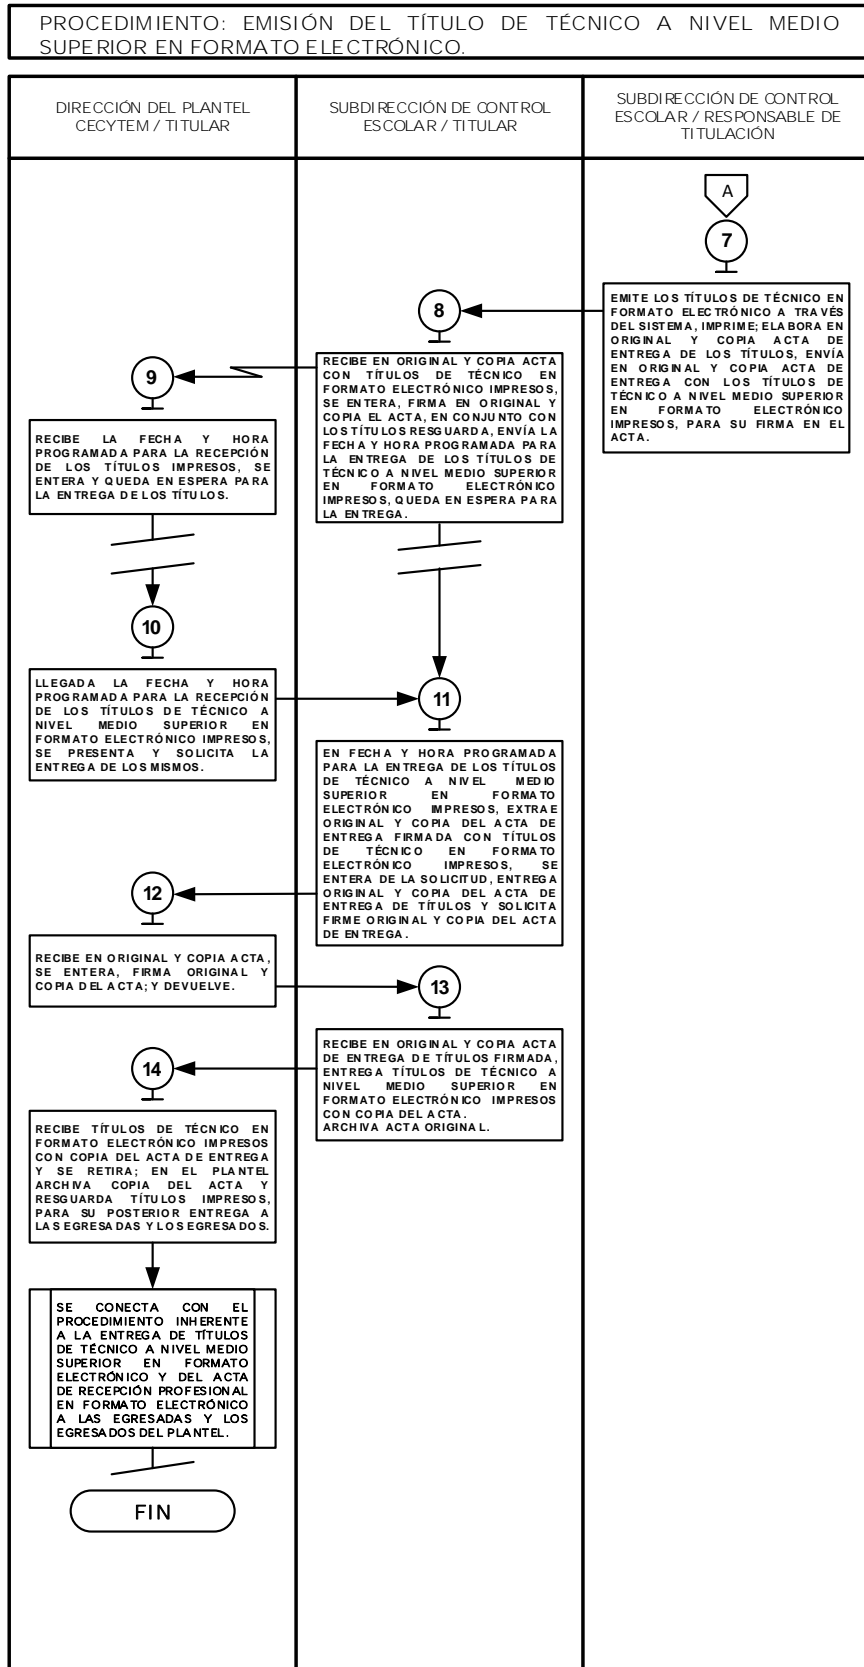 PROCEDIMIENTO: EMISIÓN DEL TÍTULO DE TÉCNICO A NIVEL MEDIO
SUPERIOR EN FORMATO ELECTRÓNICO.
DIRECCIÓN DEL PLANTEL
CECYTEM / TITULAR
SUBDIRECCIÓN DE CONTROL
ESCOLAR / TITULAR
SUBDIRECCIÓN DE CONTROL
ESCOLAR / RESPONSABLE DE
TITULACIÓN
A
7
EMITE LOS TÍTULOS DE TÉCNICO EN
FORMATO ELECTRÓNICO A TRAVÉS
DEL SISTEMA, IMPRIME; ELABORA EN
ORIGINAL Y COPIA ACTA DE
ENTREGA DE LOS TÍTULOS, ENVÍA
EN ORIGINAL Y COPIA ACTA DE
ENTREGA CON LOS TÍTULOS DE
TÉCNICO A NIVEL MEDIO SUPERIOR
EN FORMATO ELECTRÓNICO
IMPRESOS, PARA SU FIRMA EN EL
ACTA.
8
RECIBE EN ORIGINAL Y COPIA ACTA
CON TÍTULOS DE TÉCNICO EN
FORMATO ELECTRÓNICO IMPRESOS,
SE ENTERA, FIRMA EN ORIGINAL Y
COPIA EL ACTA, EN CONJUNTO CON
LOS TÍTULOS RESGUARDA, ENVÍA LA
FECHA Y HORA PROGRAMADA PARA
LA ENTREGA DE LOS TÍTULOS DE
TÉCNICO A NIVEL MEDIO SUPERIOR
EN FORMATO ELECTRÓNICO
IMPRESOS, QUEDA EN ESPERA PARA
LA ENTREGA.
9
RECIBE LA FECHA Y HORA
PROGRAMADA PARA LA RECEPCIÓN
DE LOS TÍTULOS IMPRESOS, SE
ENTERA Y QUEDA EN ESPERA PARA
LA ENTREGA DE LOS TÍTULOS.
10
LLEGADA LA FECHA Y HORA
PROGRAMADA PARA LA RECEPCIÓN
DE LOS TÍTULOS DE TÉCNICO A
NIVEL MEDIO SUPERIOR EN
FORMATO ELECTRÓNICO IMPRESOS,
SE PRESENTA Y SOLICITA LA
ENTREGA DE LOS MISMOS.
11
EN FECHA Y HORA PROGRAMADA
PARA LA ENTREGA DE LOS TÍTULOS
DE TÉCNICO A NIVEL MEDIO
SUPERIOR EN FORMATO
ELECTRÓNICO IMPRESOS, EXTRAE
ORIGINAL Y COPIA DEL ACTA DE
ENTREGA FIRMADA CON TÍTULOS
DE TÉCNICO EN FORMATO
ELECTRÓNICO IMPRESOS, SE
ENTERA DE LA SOLICITUD, ENTREGA
ORIGINAL Y COPIA DEL ACTA DE
ENTREGA DE TÍTULOS Y SOLICITA
FIRME ORIGINAL Y COPIA DEL ACTA
DE ENTREGA.
12
RECIBE EN ORIGINAL Y COPIA ACTA,
SE ENTERA, FIRMA ORIGINAL Y
COPIA DEL ACTA; Y DEVUELVE.
13
RECIBE EN ORIGINAL Y COPIA ACTA
DE ENTREGA DE TÍTULOS FIRMADA,
ENTREGA TÍTULOS DE TÉCNICO A
NIVEL MEDIO SUPERIOR EN
FORMATO ELECTRÓNICO IMPRESOS
CON COPIA DEL ACTA.
ARCHIVA ACTA ORIGINAL.
14
RECIBE TÍTULOS DE TÉCNICO EN
FORMATO ELECTRÓNICO IMPRESOS
CON COPIA DEL ACTA DE ENTREGA
Y SE RETIRA; EN EL PLANTEL
ARCHIVA COPIA DEL ACTA Y
RESGUARDA TÍTULOS IMPRESOS,
PARA SU POSTERIOR ENTREGA A
LAS EGRESADAS Y LOS EGRESADOS.
SE CONECTA CON EL
PROCEDIMIENTO INHERENTE
A LA ENTREGA DE TÍTULOS
DE TÉCNICO A NIVEL MEDIO
SUPERIOR EN FORMATO
ELECTRÓNICO Y DEL ACTA
DE RECEPCIÓN PROFESIONAL
EN FORMATO ELECTRÓNICO
A LAS EGRESADAS Y LOS
EGRESADOS DEL PLANTEL.
FIN